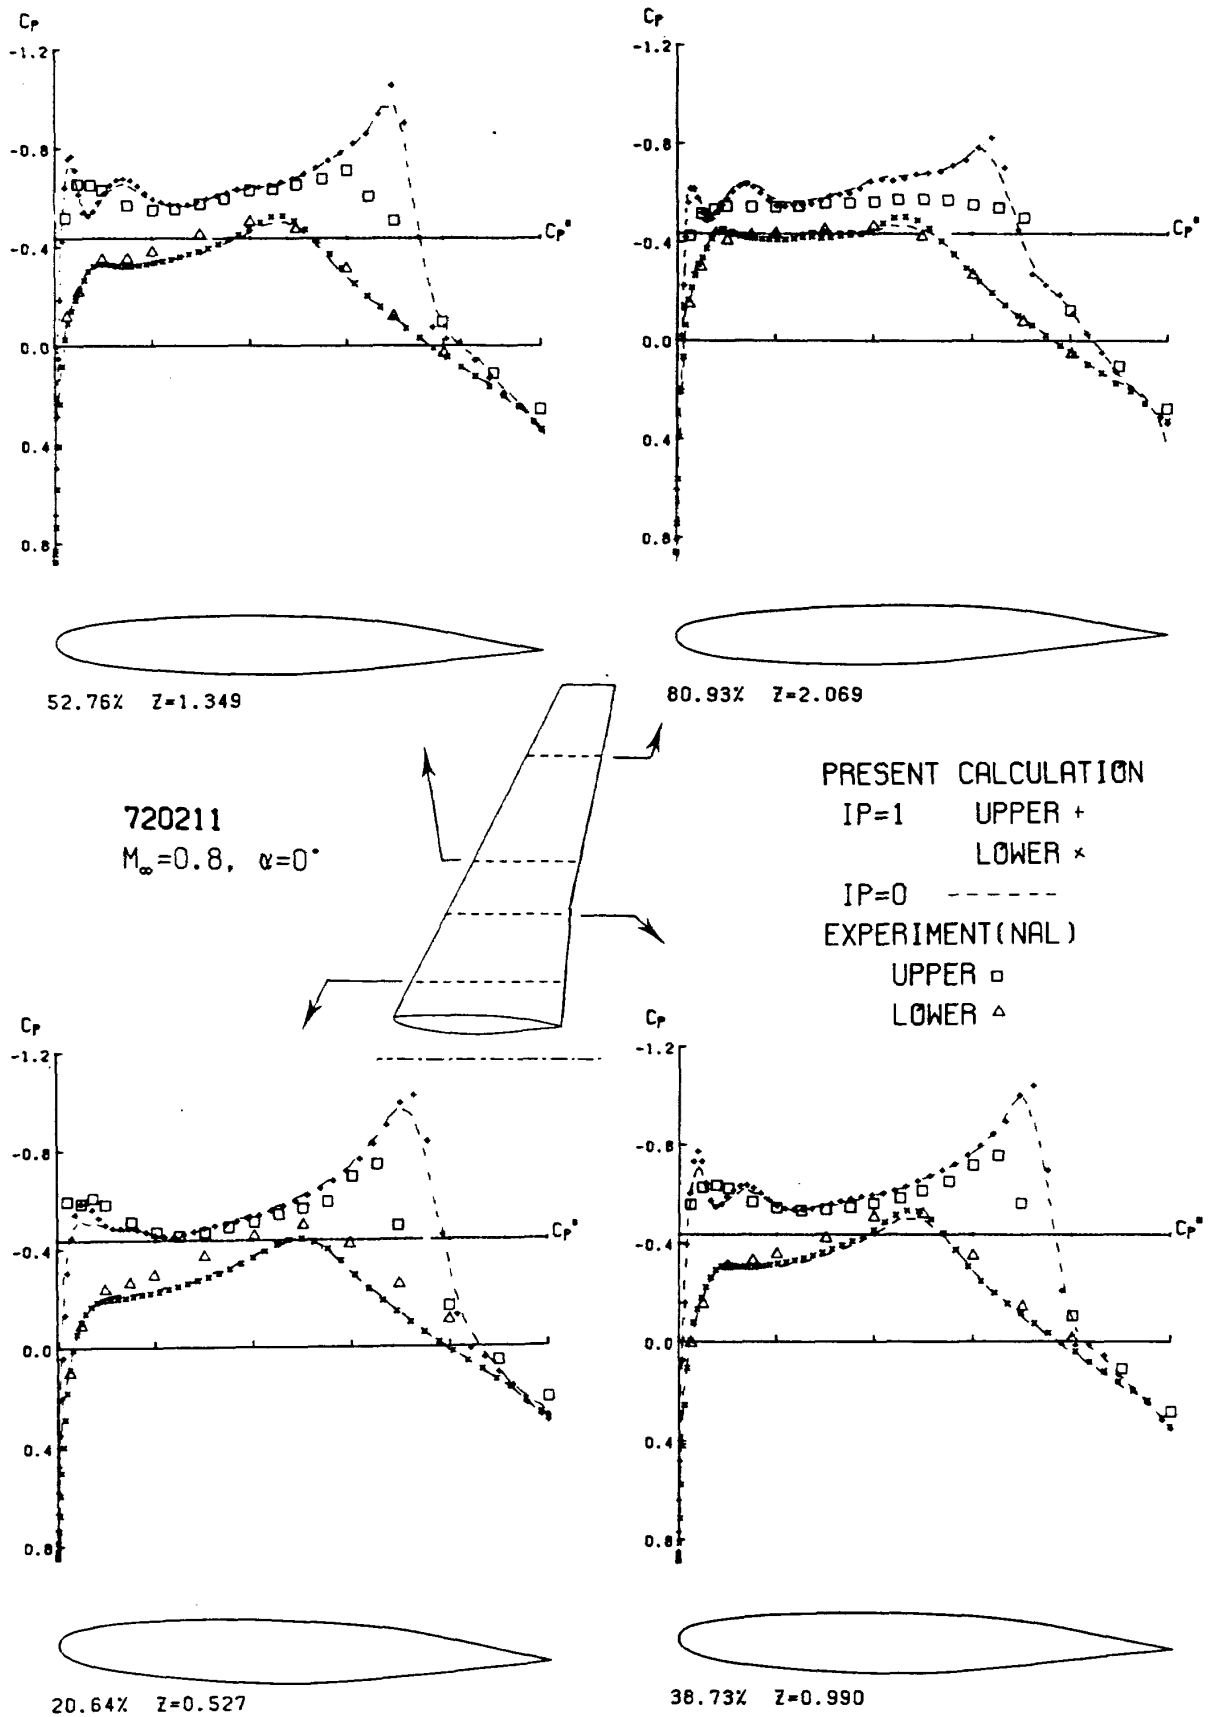 Cp
-1.2
-0.8
-0.4
0.0
0.4
0.8
Cp*
52.76% Z=1.349
Cp
-1.2
-0.8
-0.4
0.0
0.4
0.8
Cp*
80.93% Z=2.069
720211
M∞=0.8, α=0°
PRESENT CALCULATION
IP=1 UPPER +
LOWER ×
IP=0 -----
EXPERIMENT(NAL)
UPPER □
LOWER △
Cp
-1.2
-0.8
-0.4
0.0
0.4
0.8
Cp*
20.64% Z=0.527
Cp
-1.2
-0.8
-0.4
0.0
0.4
0.8
Cp*
38.73% Z=0.990